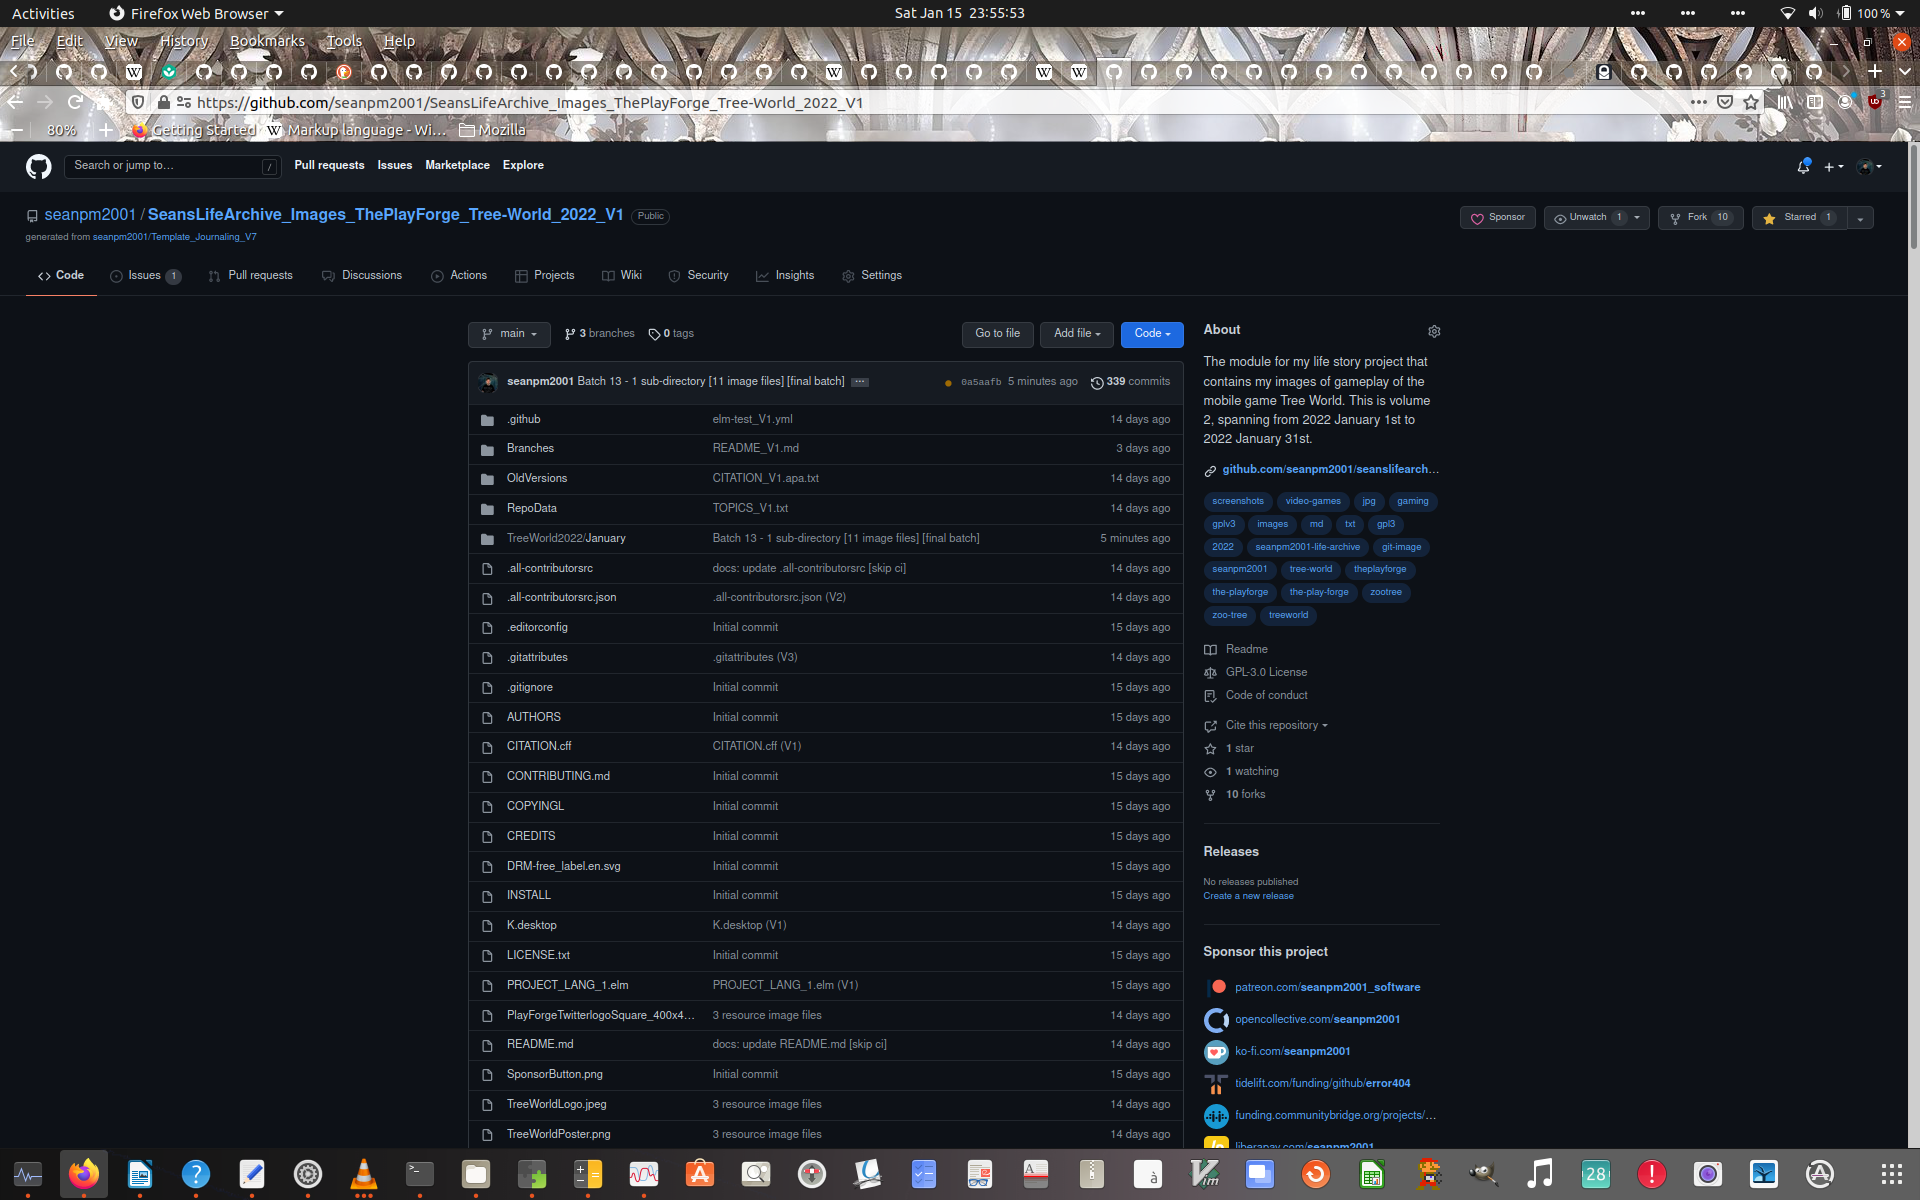 Activities Firefox Web Browser Sat Jan 15 23:55:53 100 %
File Edit View History Bookmarks Tools Help
https://github.com/seanpm2001/SeansLifeArchive_Images_ThePlayForge_Tree-World_2022_V1 3
80% Getting Started Markup language - Wi... Mozilla
Search or jump to... / Pull requests Issues Marketplace Explore
seanpm2001 / SeansLifeArchive_Images_ThePlayForge_Tree-World_2022_V1 Public
Sponsor Unwatch 1 Fork 10 Starred 1
generated from seanpm2001/Template_Journaling_V7
Code Issues 1 Pull requests Discussions Actions Projects Wiki Security Insights Settings
main 3 branches 0 tags Go to file Add file Code
seanpm2001 Batch 13 - 1 sub-directory [11 image files] [final batch] ... 0a5aafb 5 minutes ago 339 commits
.github elm-test_V1.yml 14 days ago
Branches README_V1.md 3 days ago
OldVersions CITATION_V1.apa.txt 14 days ago
RepoData TOPICS_V1.txt 14 days ago
TreeWorld2022/January Batch 13 - 1 sub-directory [11 image files] [final batch] 5 minutes ago
.all-contributorsrc docs: update .all-contributorsrc [skip ci] 14 days ago
.all-contributorsrc.json .all-contributorsrc.json (V2) 14 days ago
.editorconfig Initial commit 15 days ago
.gitattributes .gitattributes (V3) 14 days ago
.gitignore Initial commit 15 days ago
AUTHORS Initial commit 15 days ago
CITATION.cff CITATION.cff (V1) 14 days ago
CONTRIBUTING.md Initial commit 15 days ago
COPYINGL Initial commit 15 days ago
CREDITS Initial commit 15 days ago
DRM-free_label.en.svg Initial commit 15 days ago
INSTALL Initial commit 15 days ago
K.desktop K.desktop (V1) 14 days ago
LICENSE.txt Initial commit 15 days ago
PROJECT_LANG_1.elm PROJECT_LANG_1.elm (V1) 15 days ago
PlayForgeTwitterlogoSquare_400x4... 3 resource image files 14 days ago
README.md docs: update README.md [skip ci] 14 days ago
SponsorButton.png Initial commit 15 days ago
TreeWorldLogo.jpeg 3 resource image files 14 days ago
TreeWorldPoster.png 3 resource image files 14 days ago
About
The module for my life story project that
contains my images of gameplay of the
mobile game Tree World. This is volume
2, spanning from 2022 January 1st to
2022 January 31st.
github.com/seanpm2001/seanslifearch...
screenshots video-games jpg gaming
gplv3 images md txt gpl3
2022 seanpm2001-life-archive git-image
seanpm2001 tree-world theplayforge
the-playforge the-play-forge zootree
zoo-tree treeworld
Readme
GPL-3.0 License
Code of conduct
Cite this repository
1 star
1 watching
10 forks
Releases
No releases published
Create a new release
Sponsor this project
patreon.com/seanpm2001_software
opencollective.com/seanpm2001
ko-fi.com/seanpm2001
tidelift.com/funding/github/error404
funding.communitybridge.org/projects/...
liberapay.com/seanpm2001
28